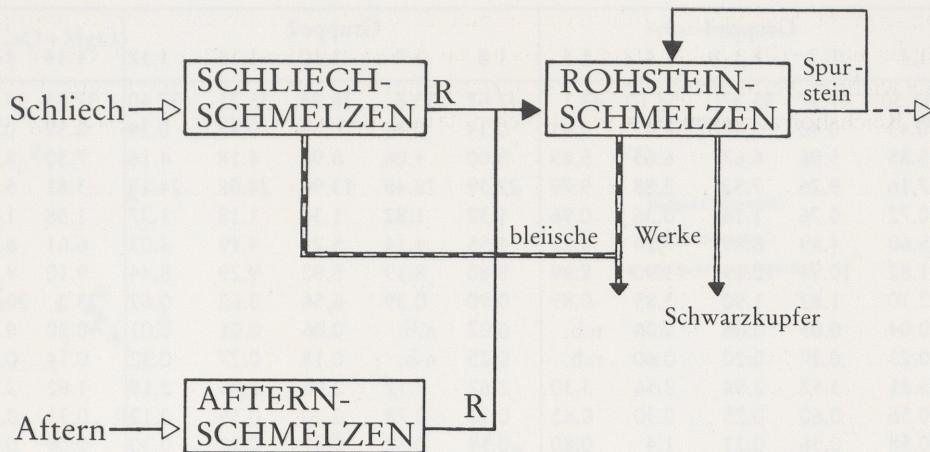 Schliech
SCHLIECH-
SCHMELZEN
R
ROHSTEIN-
SCHMELZEN
Spur-
stein
bleiische Werke
Schwarzkupfer
Aftern
AFTERN-
SCHMELZEN
R